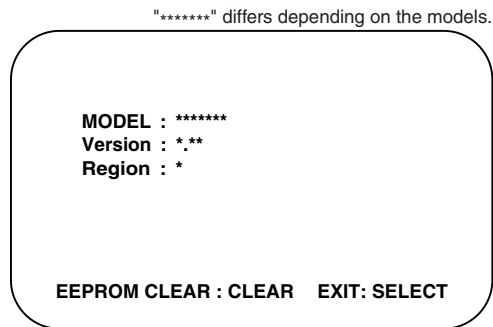 "*******" differs depending on the models.
MODEL : *******
Version : *.**
Region : *
EEPROM CLEAR : CLEAR EXIT: SELECT